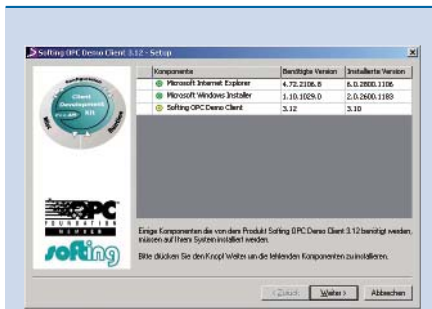 Softing OPC Demo Client 3.12 - Setup
Komponente Benötigte Version Installierte Version
Microsoft Internet Explorer 4.72.2106.8 6.0.2800.1106
Microsoft Windows Installer 1.10.1029.0 2.0.2600.1183
Softing OPC Demo Client 3.12 3.10
Client
Development
Kit
OPC
FOUNDATION
MEMBER
softing
Einige Komponenten die von dem Produkt Softing OPC Demo Client 3.12 benötigt werden,
müssen auf Ihrem System installiert werden.
Bitte drücken Sie den Knopf Weiter um die fehlenden Komponenten zu installieren.
< Zurück Weiter > Abbrechen